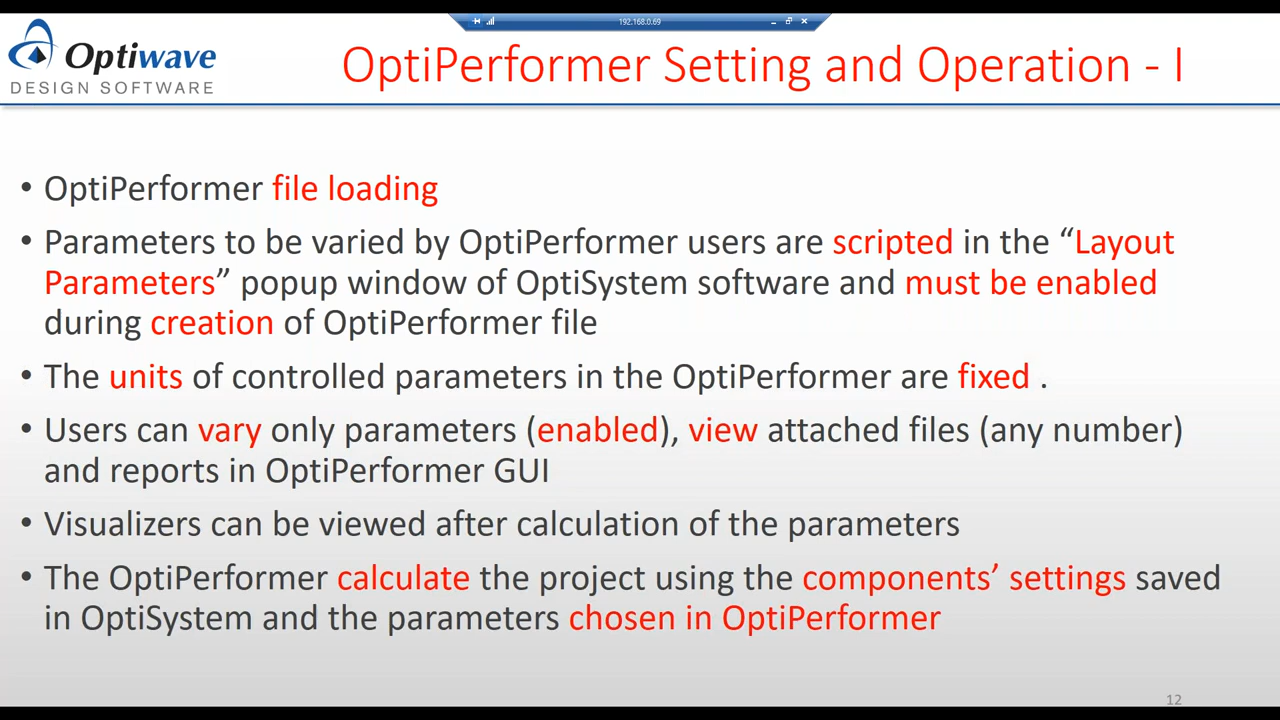 192.168.0.69
Optiwave
DESIGN SOFTWARE
OptiPerformer Setting and Operation - I
• OptiPerformer file loading
• Parameters to be varied by OptiPerformer users are scripted in the “Layout
Parameters” popup window of OptiSystem software and must be enabled
during creation of OptiPerformer file
• The units of controlled parameters in the OptiPerformer are fixed .
• Users can vary only parameters (enabled), view attached files (any number)
and reports in OptiPerformer GUI
• Visualizers can be viewed after calculation of the parameters
• The OptiPerformer calculate the project using the components’ settings saved
in OptiSystem and the parameters chosen in OptiPerformer
12